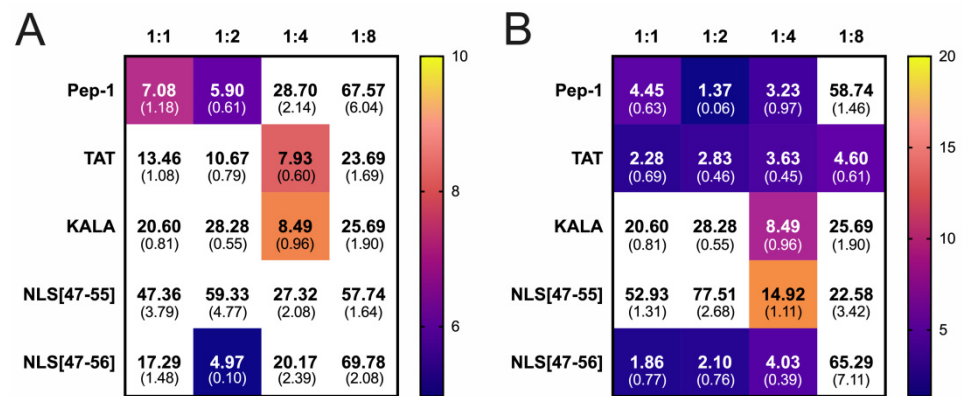 A B
1:1 1:2 1:4 1:8 1:1 1:2 1:4 1:8
10 20
Pep-1 7.08 5.90 28.70 67.57 Pep-1 4.45 1.37 3.23 58.74
(1.18) (0.61) (2.14) (6.04) (0.63) (0.06) (0.97) (1.46)
TAT 13.46 10.67 7.93 23.69 TAT 2.28 2.83 3.63 4.60
(1.08) (0.79) (0.60) (1.69) (0.69) (0.46) (0.45) (0.61)
8 15
KALA 20.60 28.28 8.49 25.69 KALA 20.60 28.28 8.49 25.69
(0.81) (0.55) (0.96) (1.90) (0.81) (0.55) (0.96) (1.90)
10
NLS[47-55] 47.36 59.33 27.32 57.74 NLS[47-55] 52.93 77.51 14.92 22.58
(3.79) (4.77) (2.08) (1.64) (1.31) (2.68) (1.11) (3.42)
6 5
NLS[47-56] 17.29 4.97 20.17 69.78 NLS[47-56] 1.86 2.10 4.03 65.29
(1.48) (0.10) (2.39) (2.08) (0.77) (0.76) (0.39) (7.11)